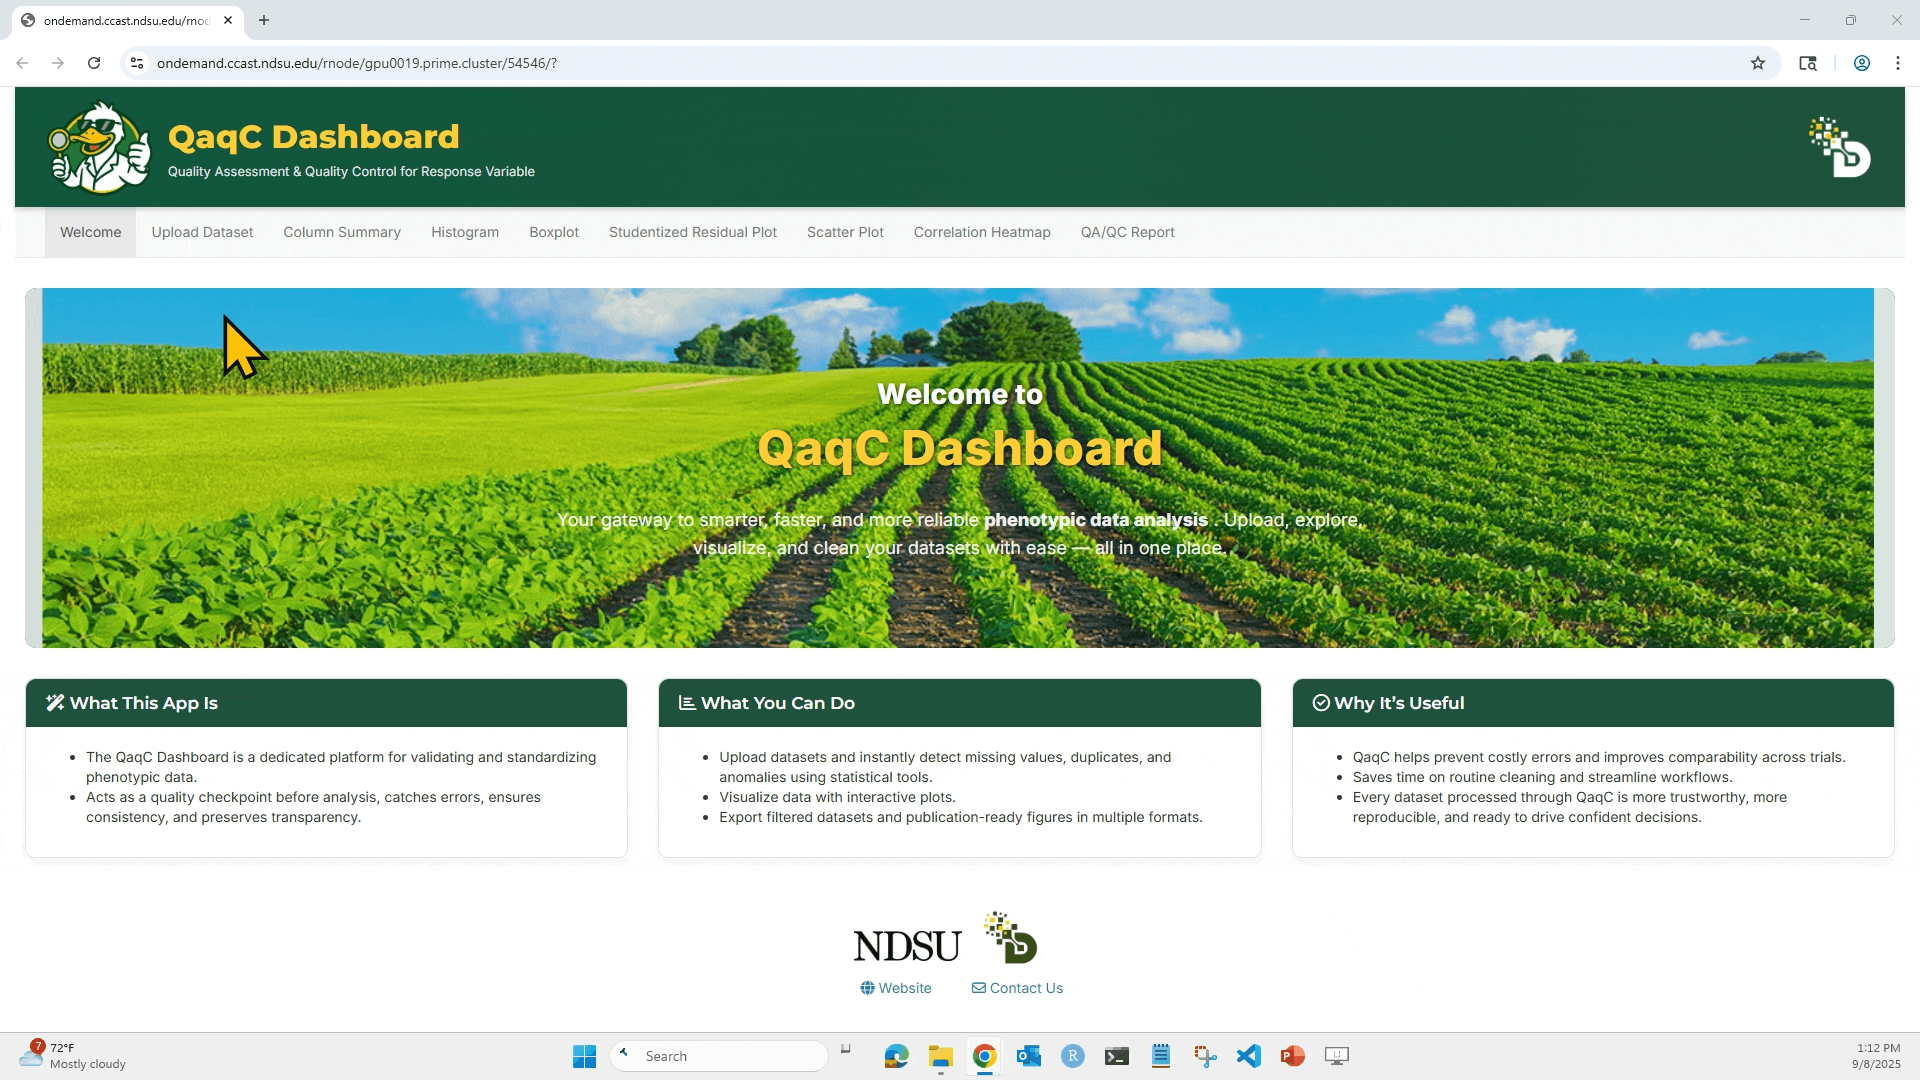 ondemand.ccast.ndsu.edu/rnod
ondemand.ccast.ndsu.edu/rnode/gpu0019.prime.cluster/54546/?
QaqC Dashboard
Quality Assessment & Quality Control for Response Variable
Welcome
Upload Dataset
Column Summary
Histogram
Boxplot
Studentized Residual Plot
Scatter Plot
Correlation Heatmap
QA/QC Report
Welcome to
QaqC Dashboard
Your gateway to smarter, faster, and more reliable phenotypic data analysis . Upload, explore,
visualize, and clean your datasets with ease — all in one place.
What This App Is
The QaqC Dashboard is a dedicated platform for validating and standardizing
phenotypic data.
Acts as a quality checkpoint before analysis, catches errors, ensures
consistency, and preserves transparency.
What You Can Do
Upload datasets and instantly detect missing values, duplicates, and
anomalies using statistical tools.
Visualize data with interactive plots.
Export filtered datasets and publication-ready figures in multiple formats.
Why It's Useful
QaqC helps prevent costly errors and improves comparability across trials.
Saves time on routine cleaning and streamline workflows.
Every dataset processed through QaqC is more trustworthy, more
reproducible, and ready to drive confident decisions.
NDSU D
Website
Contact Us
7
72°F
Mostly cloudy
Search
R
P
1:12 PM
9/8/2025